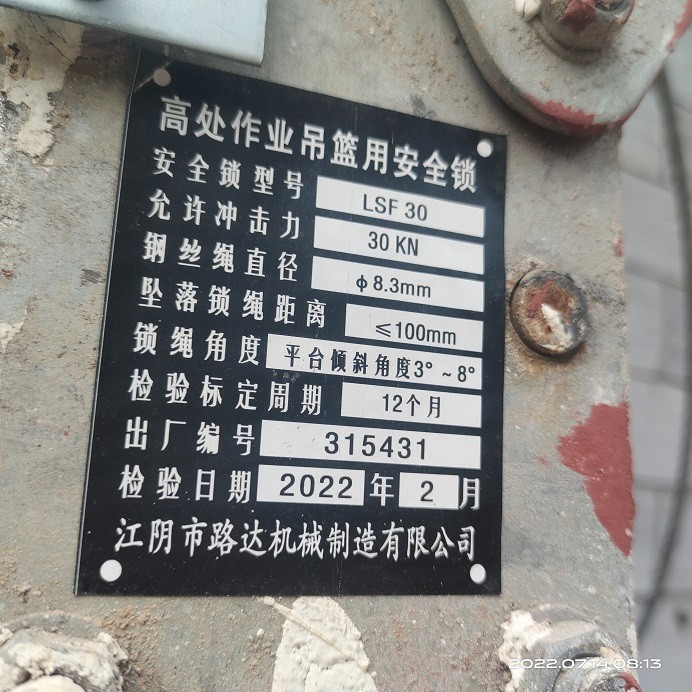 高处作业吊篮用安全锁
安全锁型号 LSF 30
允许冲击力 30 KN
钢丝绳直径 ф8.3mm
坠落锁绳距离 ≤100mm
锁绳角度 平台倾斜角度3°~8°
检验标定周期 12个月
出厂编号 315431
检验日期 2022 年 2 月
江阴市路达机械制造有限公司
2022.07.14 08:13